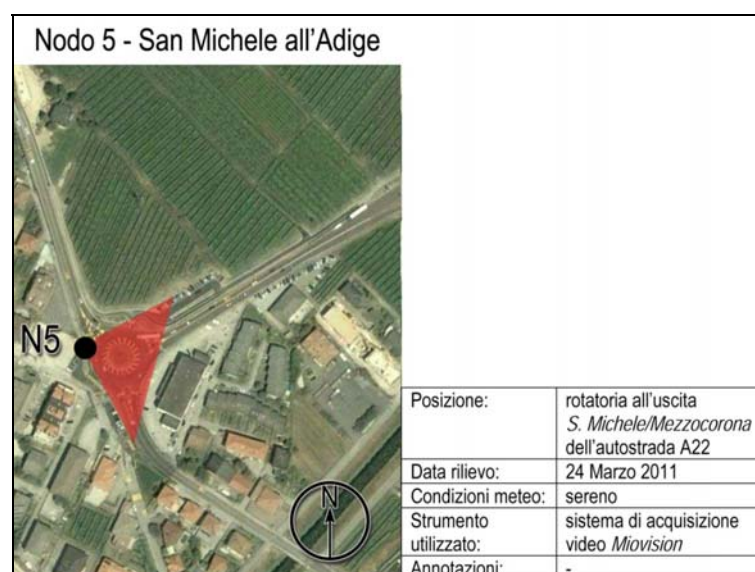 Nodo 5 - San Michele all'Adige
N5
N
Posizione: rotatoria all'uscita
S. Michele/Mezzocorona
dell'autostrada A22
Data rilievo: 24 Marzo 2011
Condizioni meteo: sereno
Strumento sistema di acquisizione
utilizzato: video Miovision
Annotazioni: -